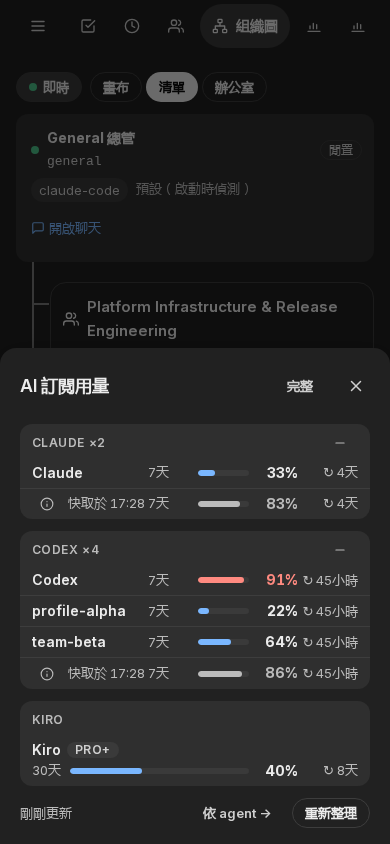 組織圖
即時 畫布 清單 辦公室
General 總管
general
閒置
claude-code 預設（啟動時偵測）
開啟聊天
Platform Infrastructure & Release
Engineering
AI 訂閱用量 完整
CLAUDE ×2
Claude 7天 33% ↻ 4天
快取於 17:28 7天 83% ↻ 4天
CODEX ×4
Codex 7天 91% ↻ 45小時
profile-alpha 7天 22% ↻ 45小時
team-beta 7天 64% ↻ 45小時
快取於 17:28 7天 86% ↻ 45小時
KIRO
Kiro PRO+
30天 40% ↻ 8天
剛剛更新 依 agent → 重新整理